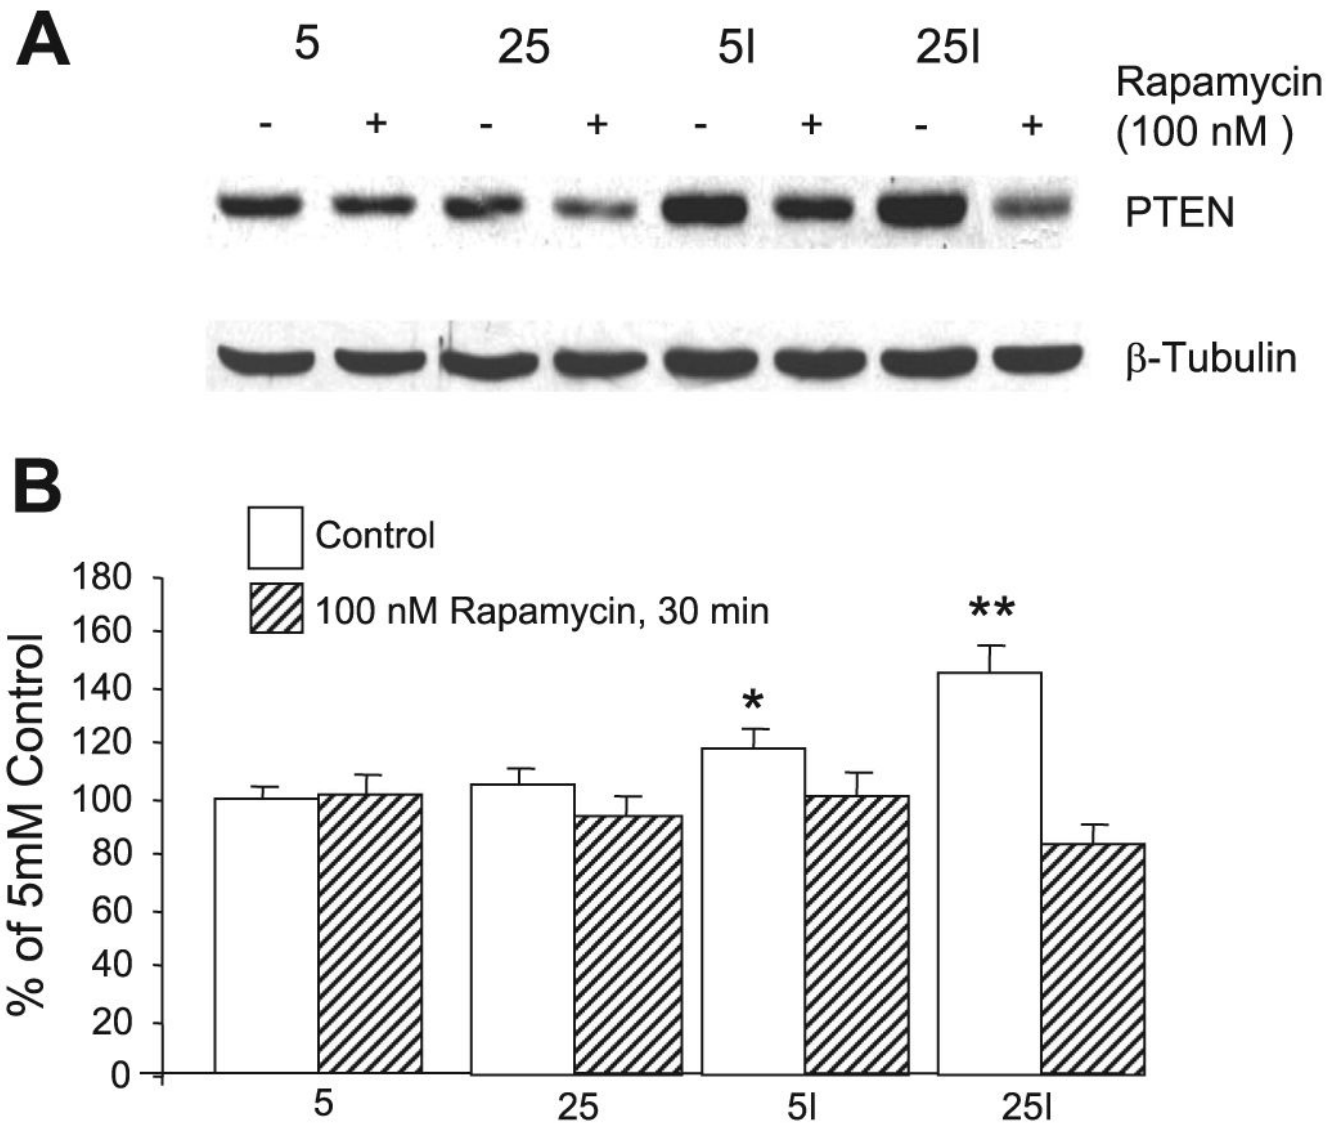 A
5 25 5I 25I
- + - + - + - +
Rapamycin
(100 nM )
PTEN
β-Tubulin
B
Control
100 nM Rapamycin, 30 min
% of 5mM Control
180
160
140
120
100
80
60
40
20
0
*
**
5 25 5I 25I